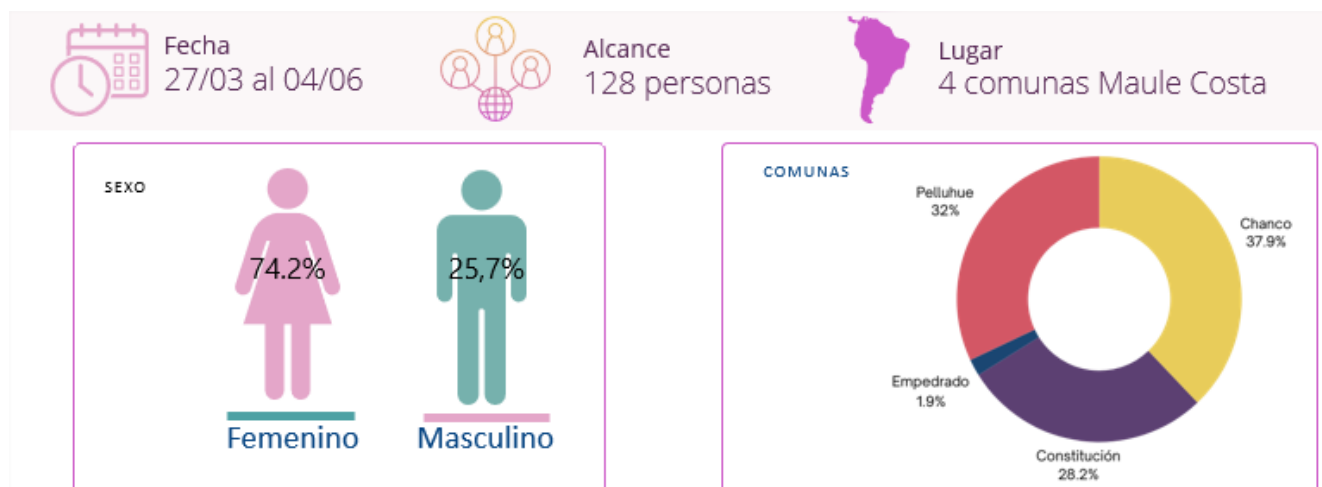 Fecha
27/03 al 04/06
Alcance
128 personas
Lugar
4 comunas Maule Costa
SEXO
74.2%
25,7%
Femenino
Masculino
COMUNAS
Pelluhue
32%
Chanco
37.9%
Empedrado
1.9%
Constitución
28.2%